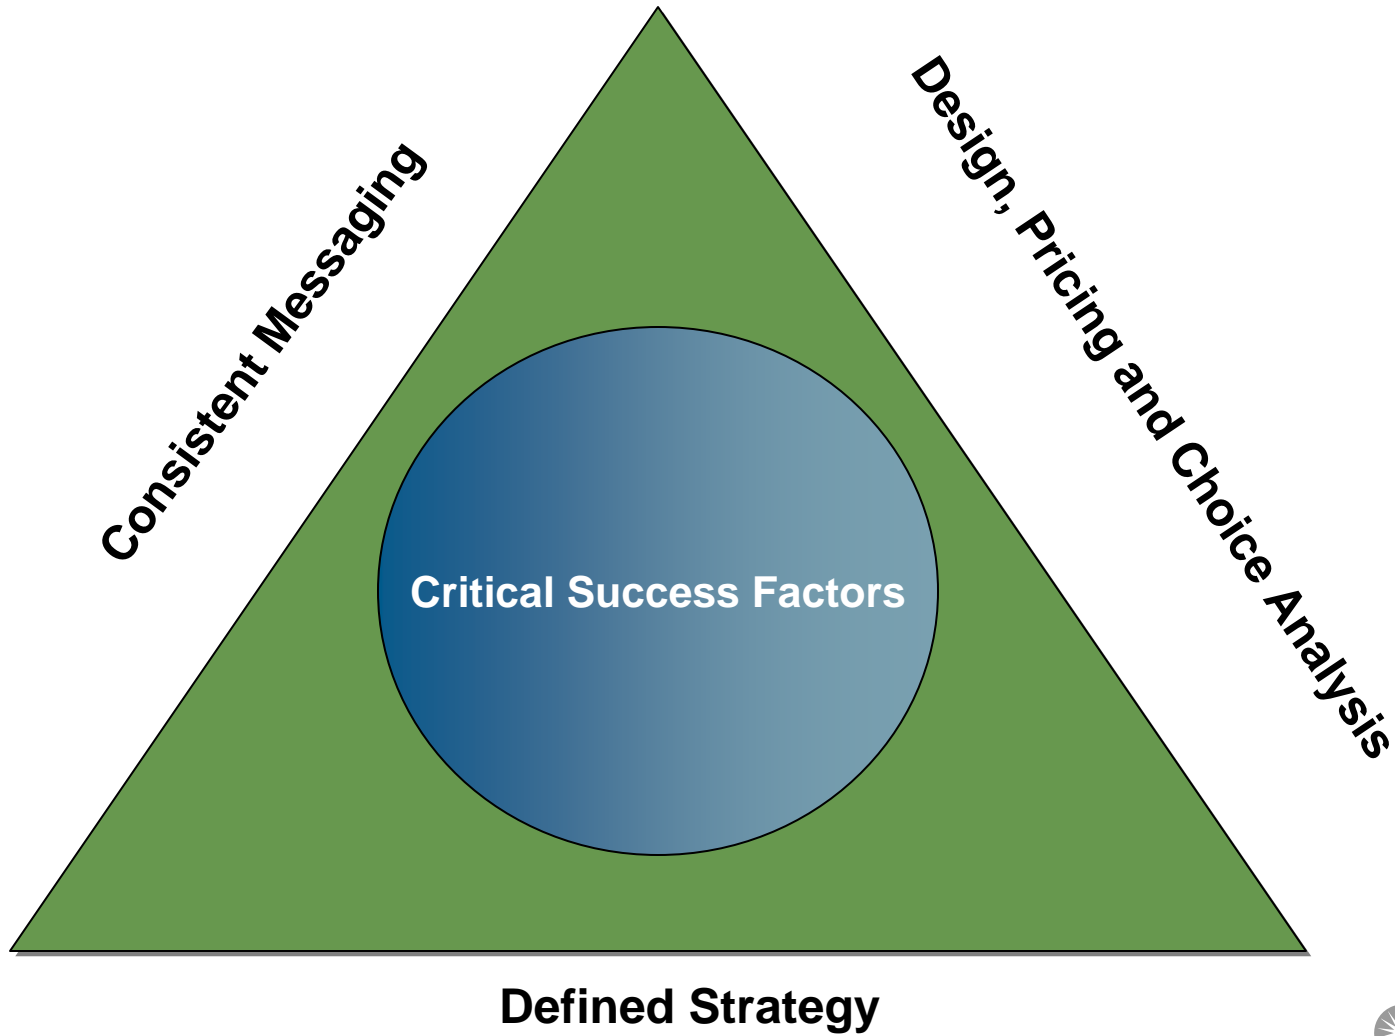 Consistent Messaging
Design, Pricing and Choice Analysis
Critical Success Factors
Defined Strategy